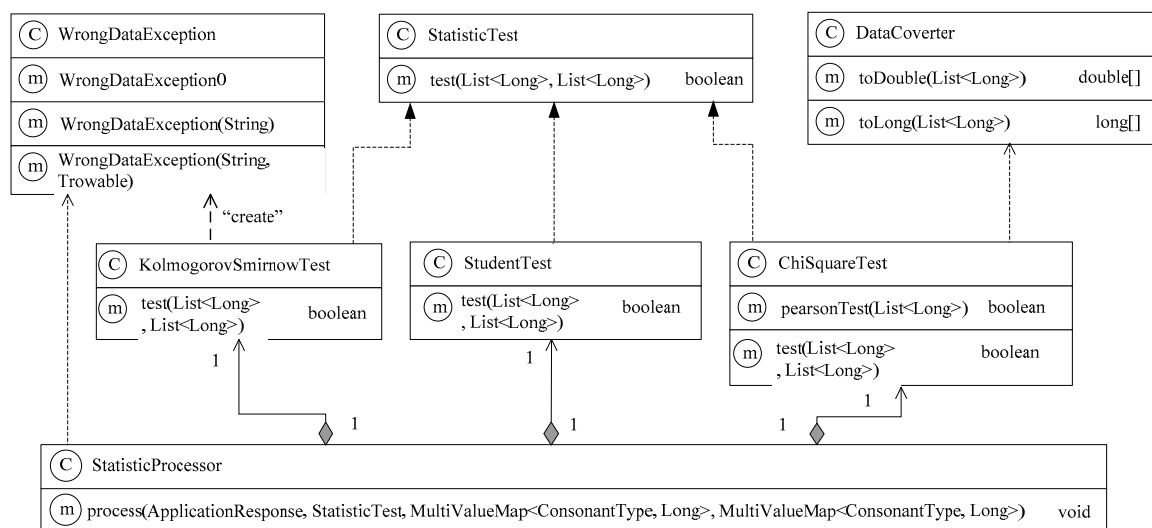 C WrongDataException
m WrongDataException0
m WrongDataException(String)
m WrongDataException(String,
Trowable)
C StatisticTest
m test(List<Long>, List<Long>) boolean
C DataCoverter
m toDouble(List<Long>) double[]
m toLong(List<Long>) long[]
“create”
C KolmogorovSmirnowTest
m test(List<Long>
, List<Long>) boolean
C StudentTest
m test(List<Long>
, List<Long>) boolean
C ChiSquareTest
m pearsonTest(List<Long>) boolean
m test(List<Long>
, List<Long>) boolean
1
1
1
1
1
1
C StatisticProcessor
m process(ApplicationResponse, StatisticTest, MultiValueMap<ConsonantType, Long>, MultiValueMap<ConsonantType, Long>) void